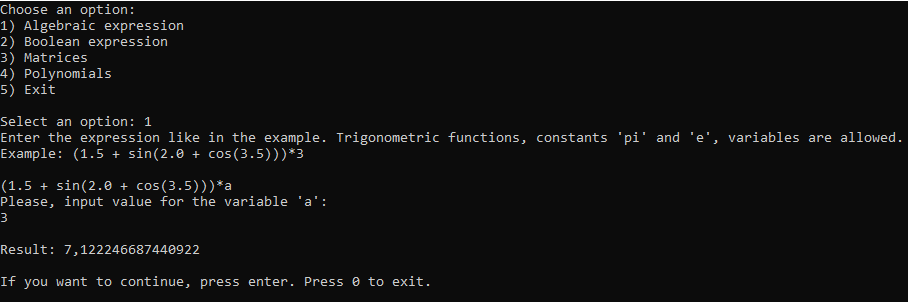 Choose an option:
1) Algebraic expression
2) Boolean expression
3) Matrices
4) Polynomials
5) Exit
Select an option: 1
Enter the expression like in the example. Trigonometric functions, constants 'pi' and 'e', variables are allowed.
Example: (1.5 + sin(2.0 + cos(3.5)))*3
(1.5 + sin(2.0 + cos(3.5)))*a
Please, input value for the variable 'a':
3
Result: 7,122246687440922
If you want to continue, press enter. Press 0 to exit.